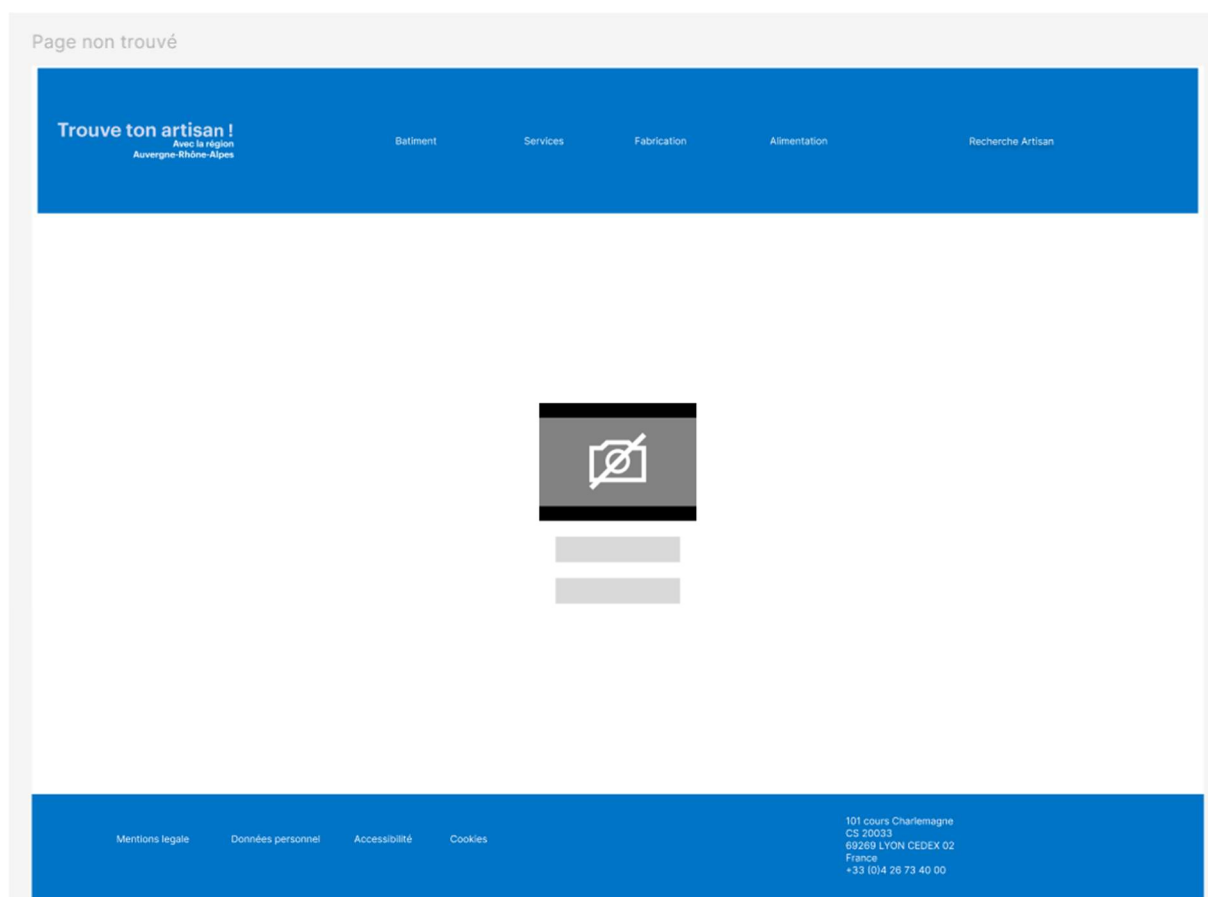 Page non trouvé
Trouve ton artisan !
Avec la région
Auvergne-Rhône-Alpes
Batiment
Services
Fabrication
Alimentation
Recherche Artisan
Mentions legale
Données personnel
Accessibilité
Cookies
101 cours Charlemagne
CS 20033
69269 LYON CEDEX 02
France
+33 (0)4 26 73 40 00